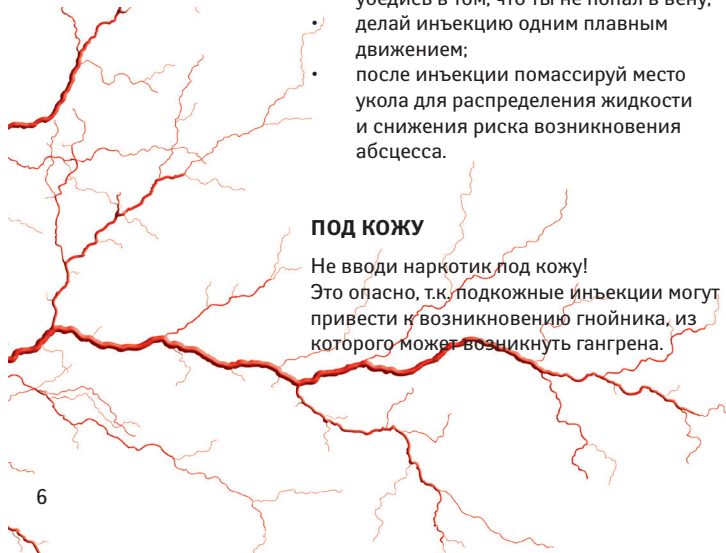 убедись в том, что ты не попал в вену;
• делай инъекцию одним плавным
движением;
• после инъекции помассируй место
укола для распределения жидкости
и снижения риска возникновения
абсцесса.
ПОД КОЖУ
Не вводи наркотик под кожу!
Это опасно, т.к. подкожные инъекции могут
привести к возникновению гнойника, из
которого может возникнуть гангрена.
6